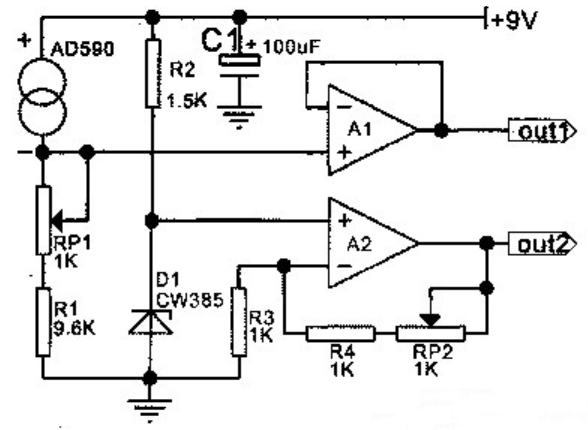 +9V
C1
+ 100uF
+
AD590
R2
1.5K
A1
−
+
out1
−
RP1
1K
A2
+
−
out2
D1
CW385
R1
9.6K
R3
1K
R4
1K
RP2
1K